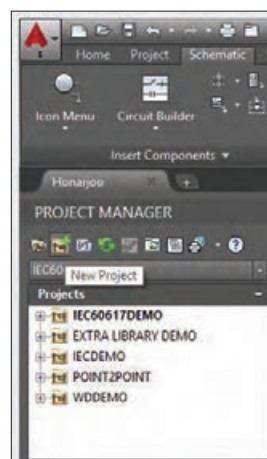 Home Project Schematic
Icon Menu Circuit Builder
Insert Components
Honarjoo
PROJECT MANAGER
IEC60
New Project
Projects
IEC60617DEMO
EXTRA LIBRARY DEMO
IECDEMO
POINT2POINT
WDDEMO